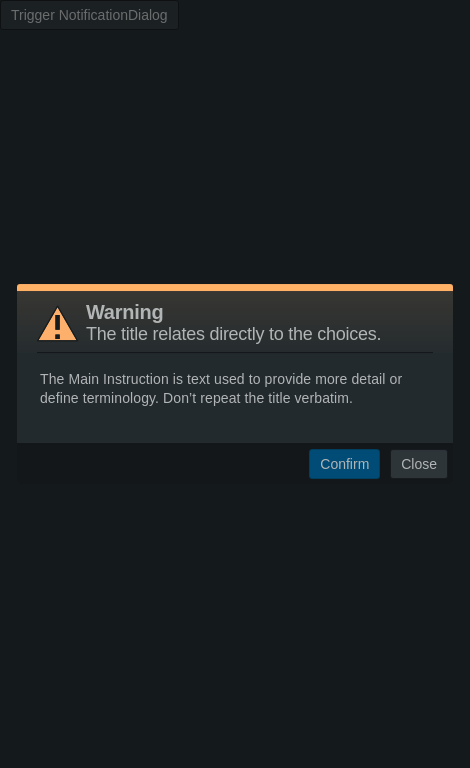 Trigger NotificationDialog
Warning
The title relates directly to the choices.
The Main Instruction is text used to provide more detail or
define terminology. Don’t repeat the title verbatim.
Confirm Close